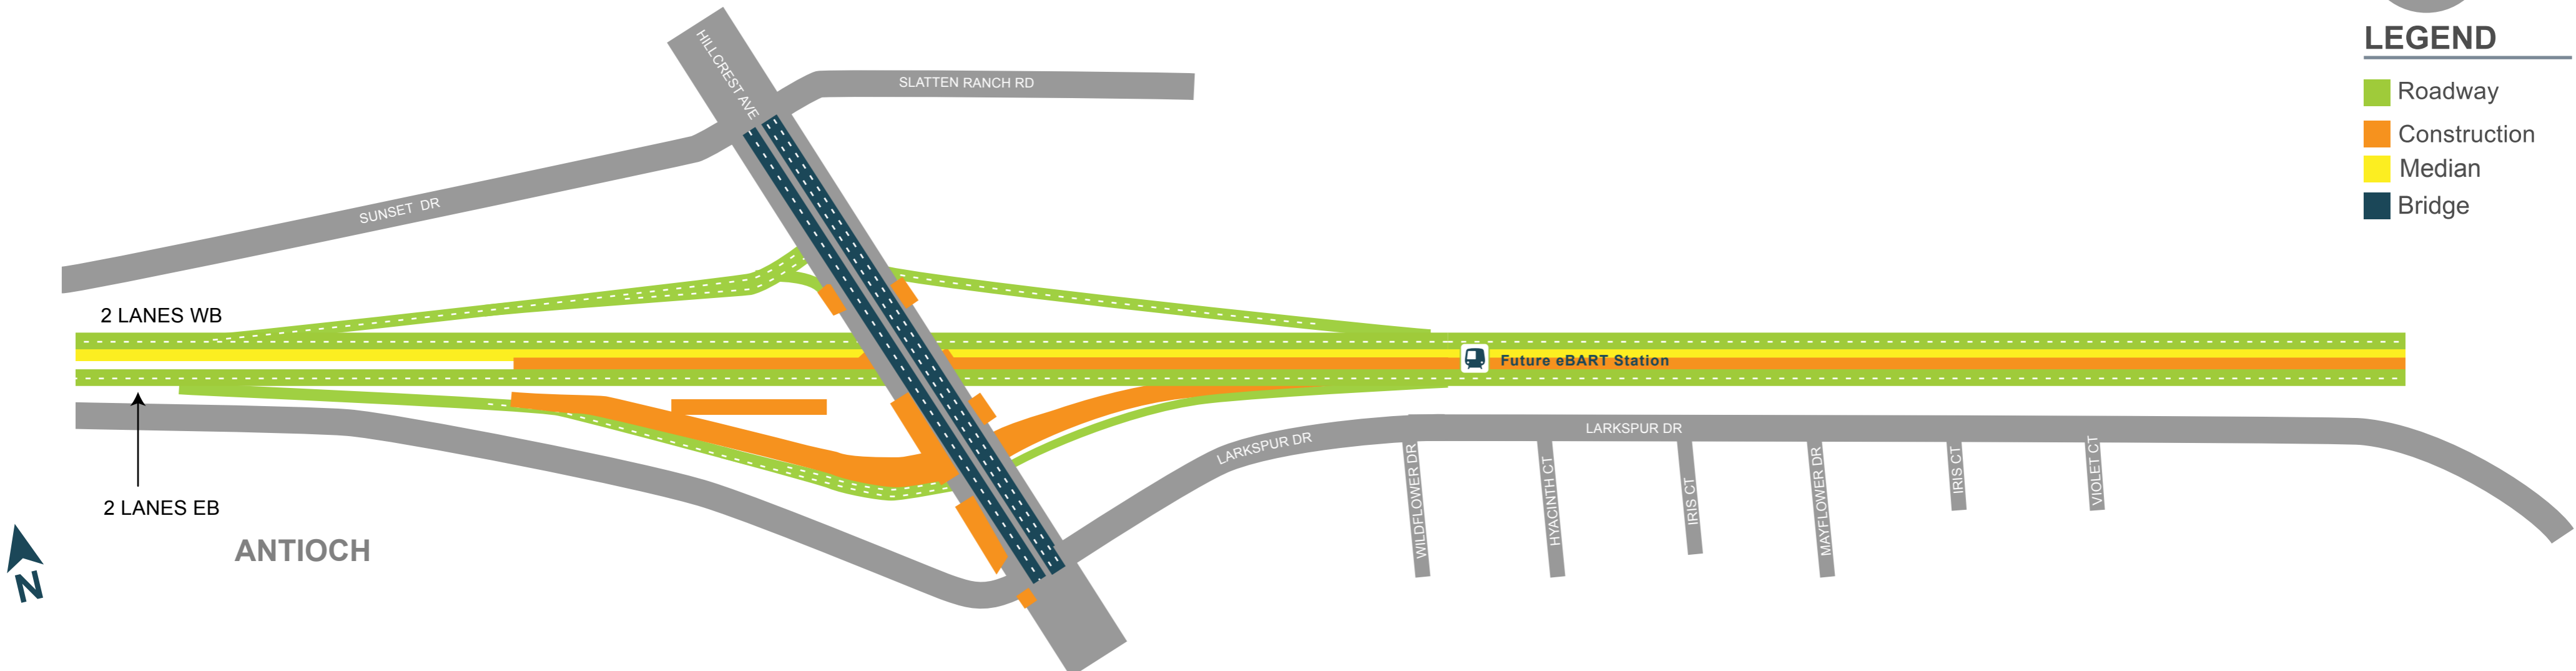 LEGEND
Roadway
Construction
Median
Bridge
HILLCREST AVE
SLATTEN RANCH RD
SUNSET DR
2 LANES WB
Future eBART Station
2 LANES EB
ANTIOCH
N
LARKSPUR DR
LARKSPUR DR
WILDFLOWER DR
HYACINTH CT
IRIS CT
MAYFLOWER DR
IRIS CT
VIOLET CT